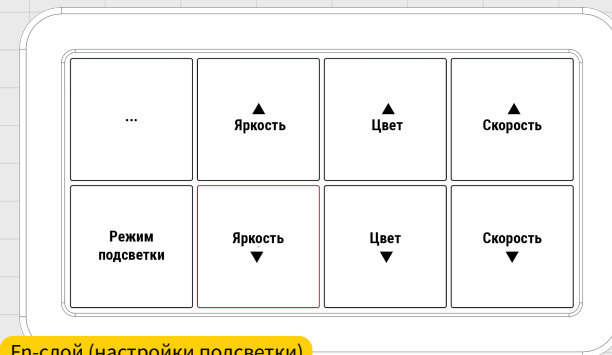 ...
▲
Яркость
▲
Цвет
▲
Скорость
Режим
подсветки
Яркость
▼
Цвет
▼
Скорость
▼
Fn-слой (настройки подсветки)